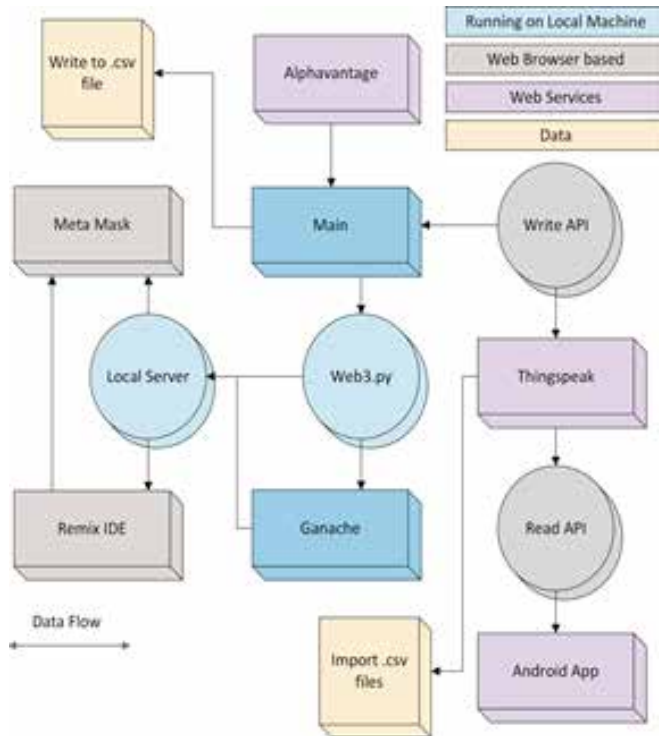 Running on Local Machine
Web Browser based
Web Services
Data
Write to .csv
file
Alphavantage
Meta Mask
Main
Write API
Local Server
Web3.py
Thingspeak
Remix IDE
Ganache
Read API
Data Flow
Import .csv
files
Android App